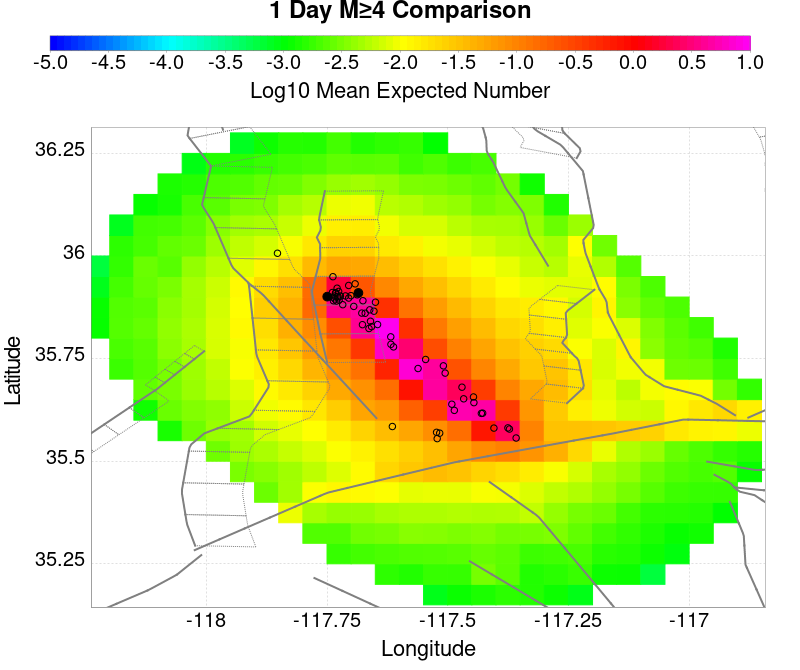 1 Day M≥4 Comparison
-5.0 -4.5 -4.0 -3.5 -3.0 -2.5 -2.0 -1.5 -1.0 -0.5 0.0 0.5 1.0
Log10 Mean Expected Number
36.25
36
35.75
35.5
35.25
Latitude
-118 -117.75 -117.5 -117.25 -117
Longitude